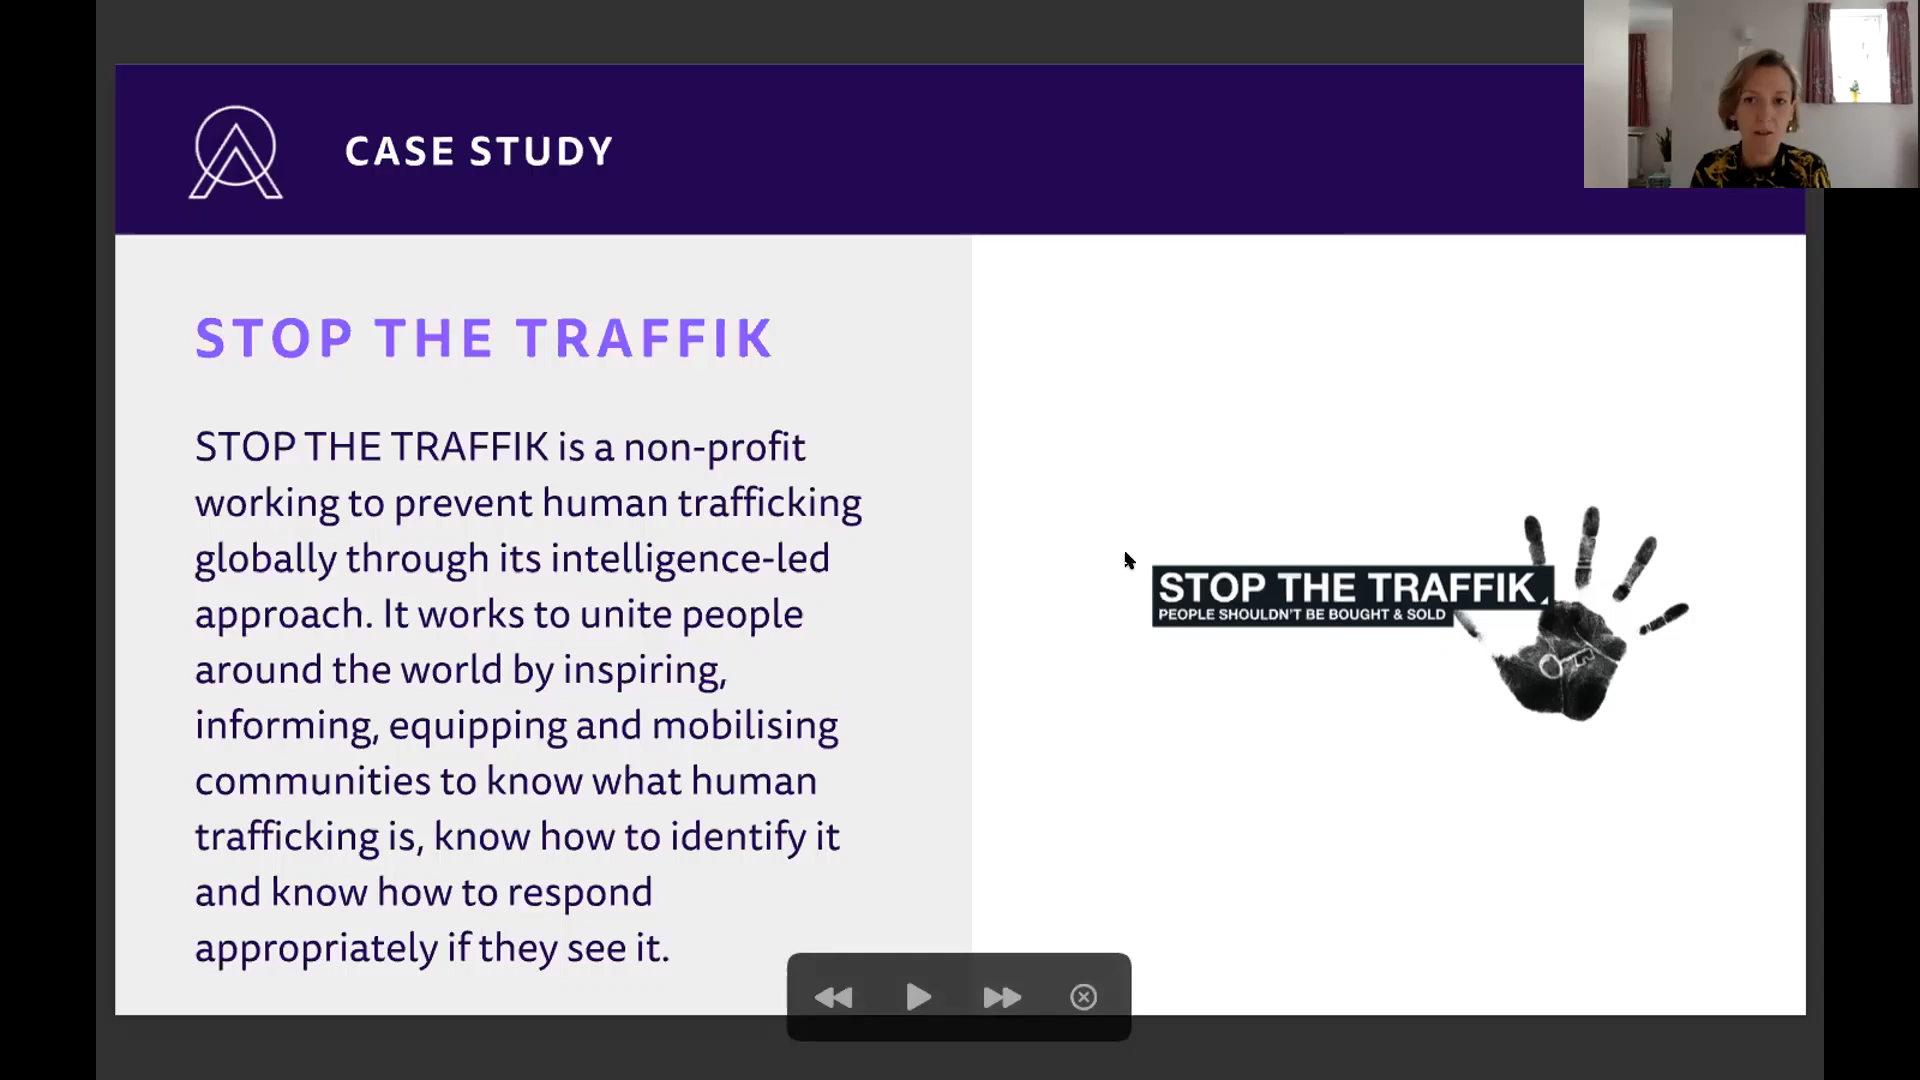 CASE STUDY
STOP THE TRAFFIK
STOP THE TRAFFIK is a non-profit
working to prevent human trafficking
globally through its intelligence-led
approach. It works to unite people
around the world by inspiring,
informing, equipping and mobilising
communities to know what human
trafficking is, know how to identify it
and know how to respond
appropriately if they see it.
STOP THE TRAFFIK
PEOPLE SHOULDN'T BE BOUGHT & SOLD